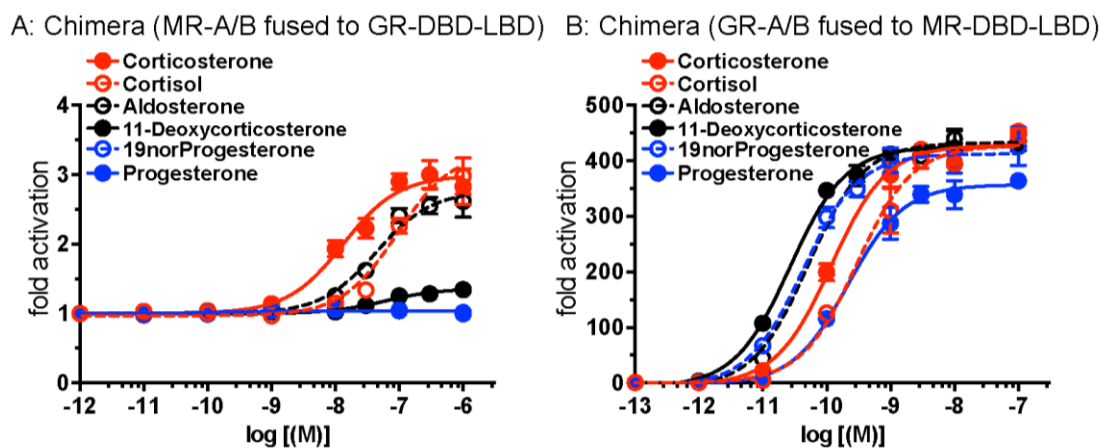 A: Chimera (MR-A/B fused to GR-DBD-LBD)
Corticosterone
Cortisol
Aldosterone
11-Deoxycorticosterone
19norProgesterone
Progesterone
4
3
2
1
0
fold activation
-12
-11
-10
-9
-8
-7
-6
log [(M)]
B: Chimera (GR-A/B fused to MR-DBD-LBD)
Corticosterone
Cortisol
Aldosterone
11-Deoxycorticosterone
19norProgesterone
Progesterone
500
400
300
200
100
0
fold activation
-13
-12
-11
-10
-9
-8
-7
log [(M)]